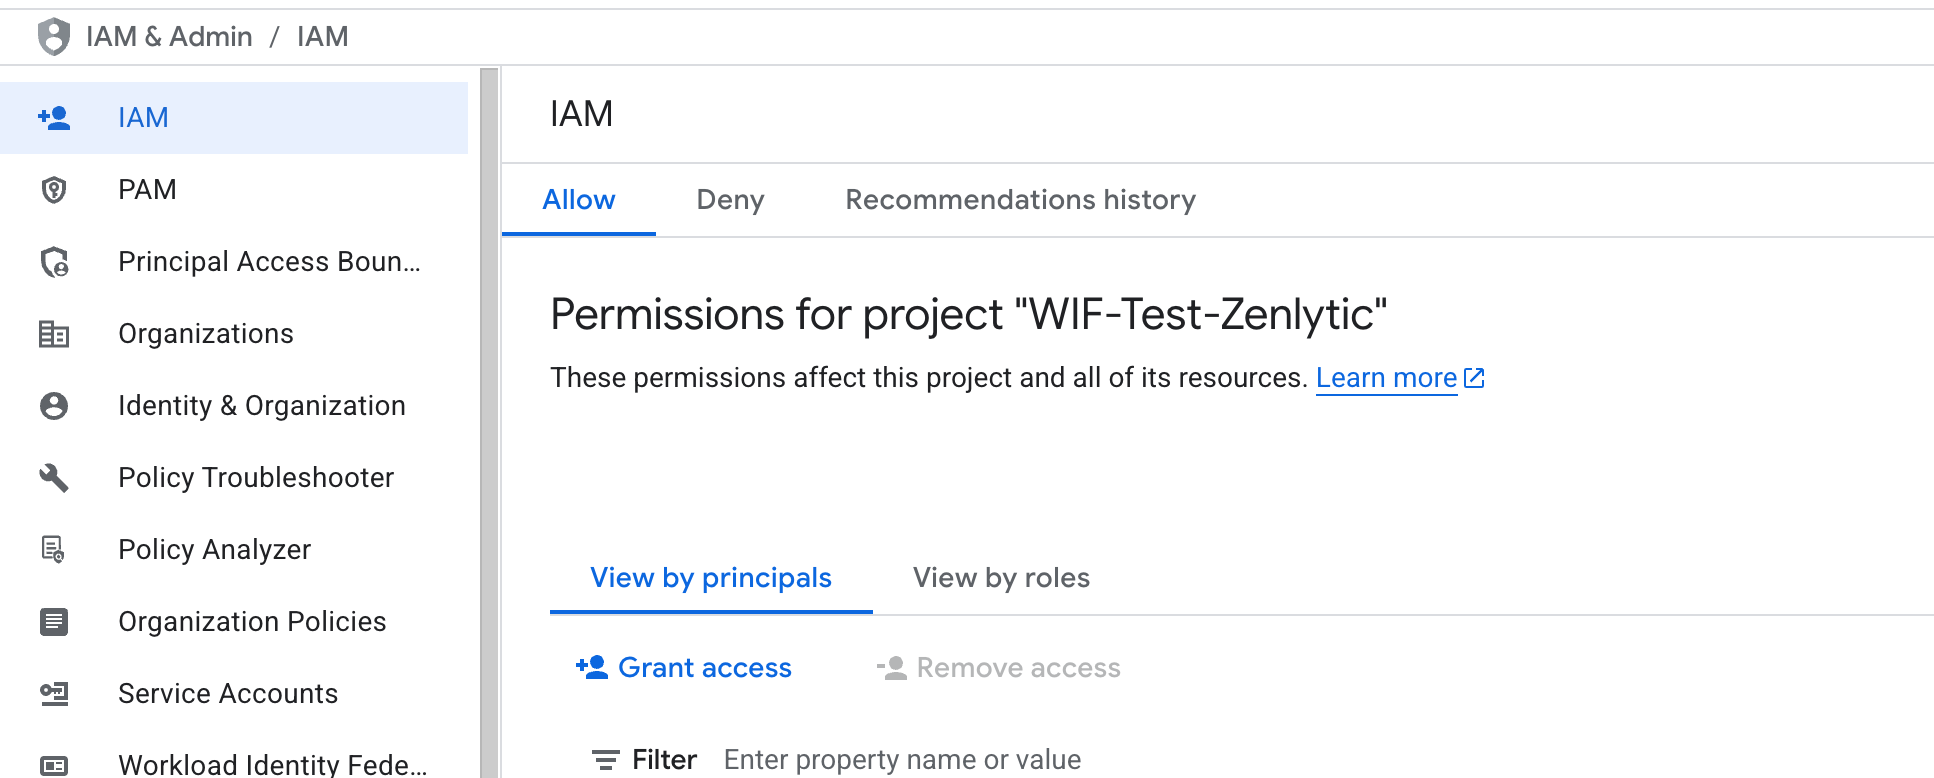 IAM & Admin / IAM
IAM
PAM
Principal Access Boun...
Organizations
Identity & Organization
Policy Troubleshooter
Policy Analyzer
Organization Policies
Service Accounts
Workload Identity Fede...
IAM
Allow Deny Recommendations history
Permissions for project "WIF-Test-Zenlytic"
These permissions affect this project and all of its resources. Learn more
View by principals View by roles
Grant access Remove access
Filter Enter property name or value